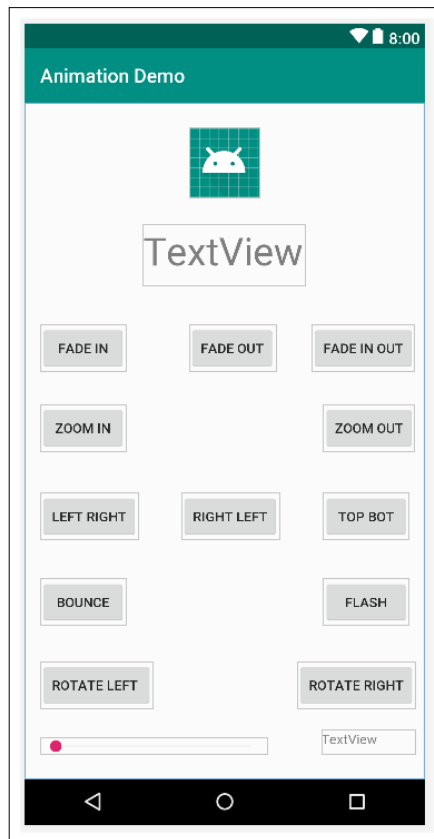 8:00
Animation Demo
TextView
FADE IN FADE OUT FADE IN OUT
ZOOM IN ZOOM OUT
LEFT RIGHT RIGHT LEFT TOP BOT
BOUNCE FLASH
ROTATE LEFT ROTATE RIGHT
TextView